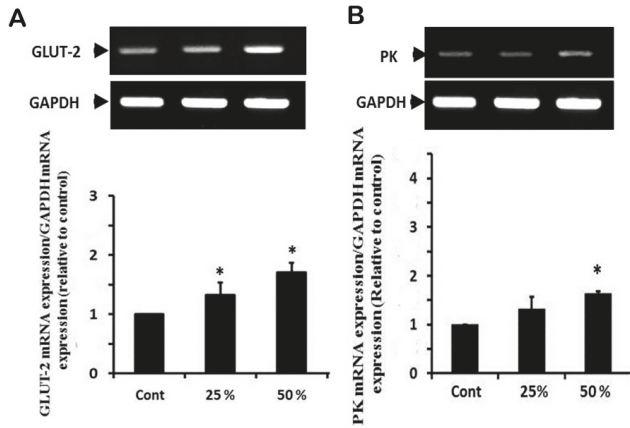 A
GLUT-2
GAPDH
GLUT-2 mRNA expression/GAPDH mRNA
expression (relative to control)
3
2
1
0
*
*
Cont 25 % 50 %
B
PK
GAPDH
PK mRNA expression/GAPDH mRNA
expression (Relative to control)
4
3
2
1
0
*
Cont 25% 50 %